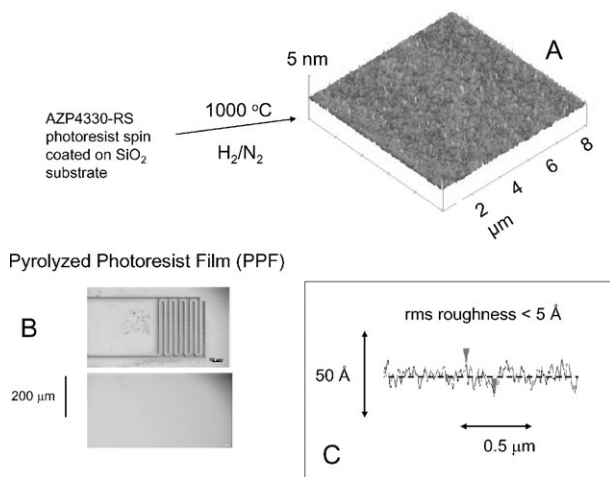 A
5 nm
AZP4330-RS
photoresist spin
coated on SiO₂
substrate
1000 °C
H₂/N₂
2
4
6
8
μm
Pyrolyzed Photoresist Film (PPF)
B
200 μm
rms roughness < 5 Å
50 Å
0.5 μm
C